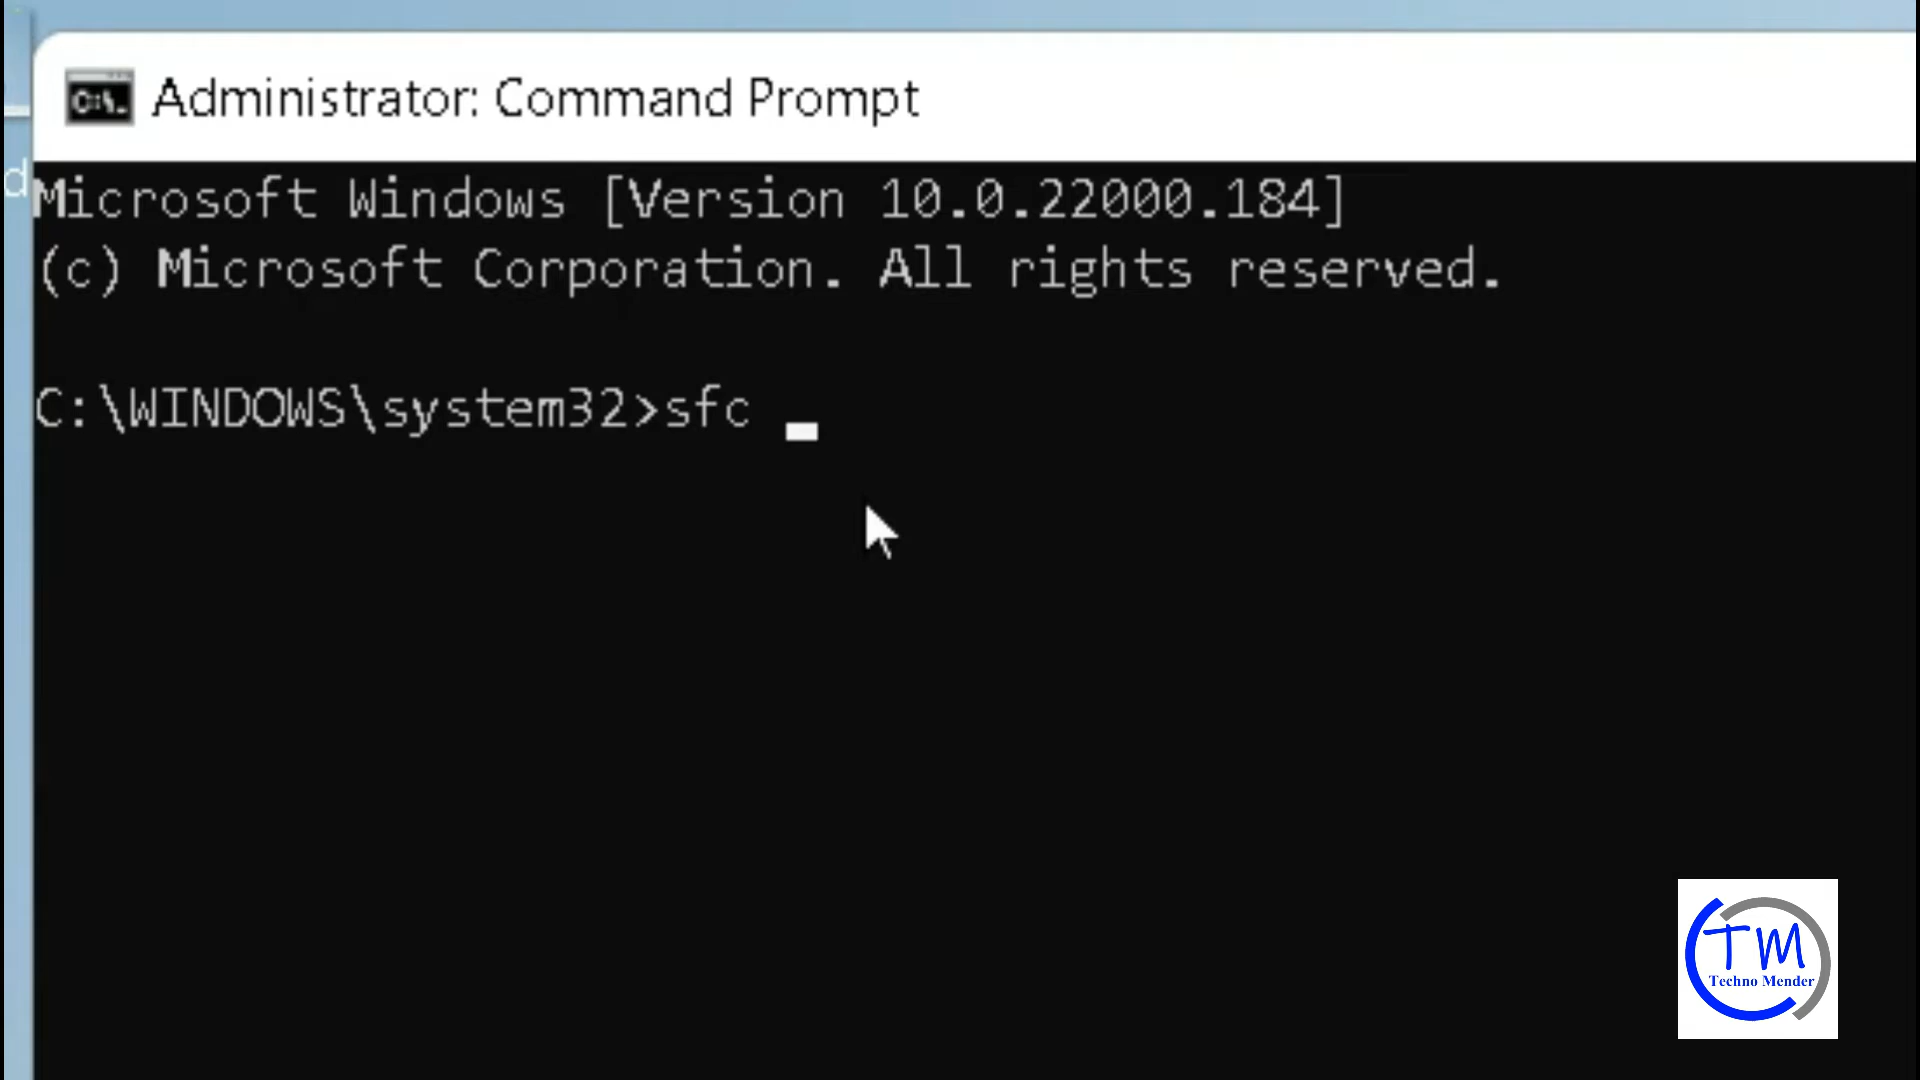 Administrator: Command Prompt
d
Microsoft Windows [Version 10.0.22000.184]
(c) Microsoft Corporation. All rights reserved.
C:\WINDOWS\system32>sfc
TM
Techno Mender